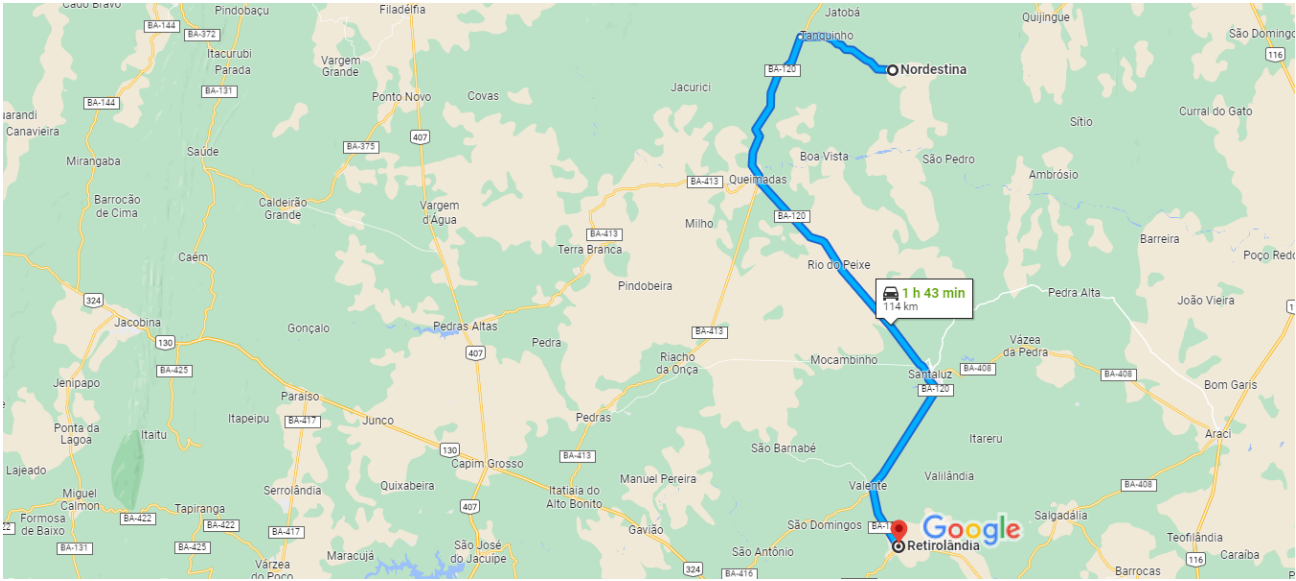 Caúo Bravo
Pindobaçu
Filadélfia
Jatobá
Quijingue
BA-144
BA-372
Tanquinho
São Domingo
Itacurubi
Parada
Vargem
Grande
BA-120
Nordestina
116
Jacurici
BA-144
BA-131
Ponto Novo
Covas
Curral do Gato
uarandi
Canavieira
Sítio
407
Mirangaba
Saúde
BA-375
Boa Vista
São Pedro
Ambrósio
BA-413
Queimadas
Barrocão
de Cima
Caldeirão
Grande
Vargem
d'Água
BA-120
Milho
BA-413
Barreira
Terra Branca
Caém
Rio do Peixe
Poço Redo
Pindobeira
1 h 43 min
114 km
Pedra Alta
João Vieira
324
Jacobina
Gonçalo
Pedras Altas
BA-413
130
Pedra
Vázea
da Pedra
407
Riacho
da Onça
Mocambinho
BA-425
Santaluz
BA-408
BA-408
Jenipapo
BA-120
Bom Garis
Paraíso
Itapeipu
BA-417
Junco
Pedras
Ponta da
Lagoa
Itaitu
Araci
Itareru
130
São Barnabé
BA-413
Lajeado
Capim Grosso
Manuel Pereira
Valilândia
Serrolândia
Quixabeira
Itatiaia do
Alto Bonito
Valente
BA-408
Miguel
Calmon
Tapiranga
407
Salgadália
22
Formosa
de Baixo
BA-422
BA-422
BA-417
Gavião
São Domingos
Google
Teofilândia
BA-131
BA-425
Maracujá
São José
do Jacuípe
São Antônio
Retirolândia
Caraíba
Várzea
do Poço
324
BA-416
Barrocas
116